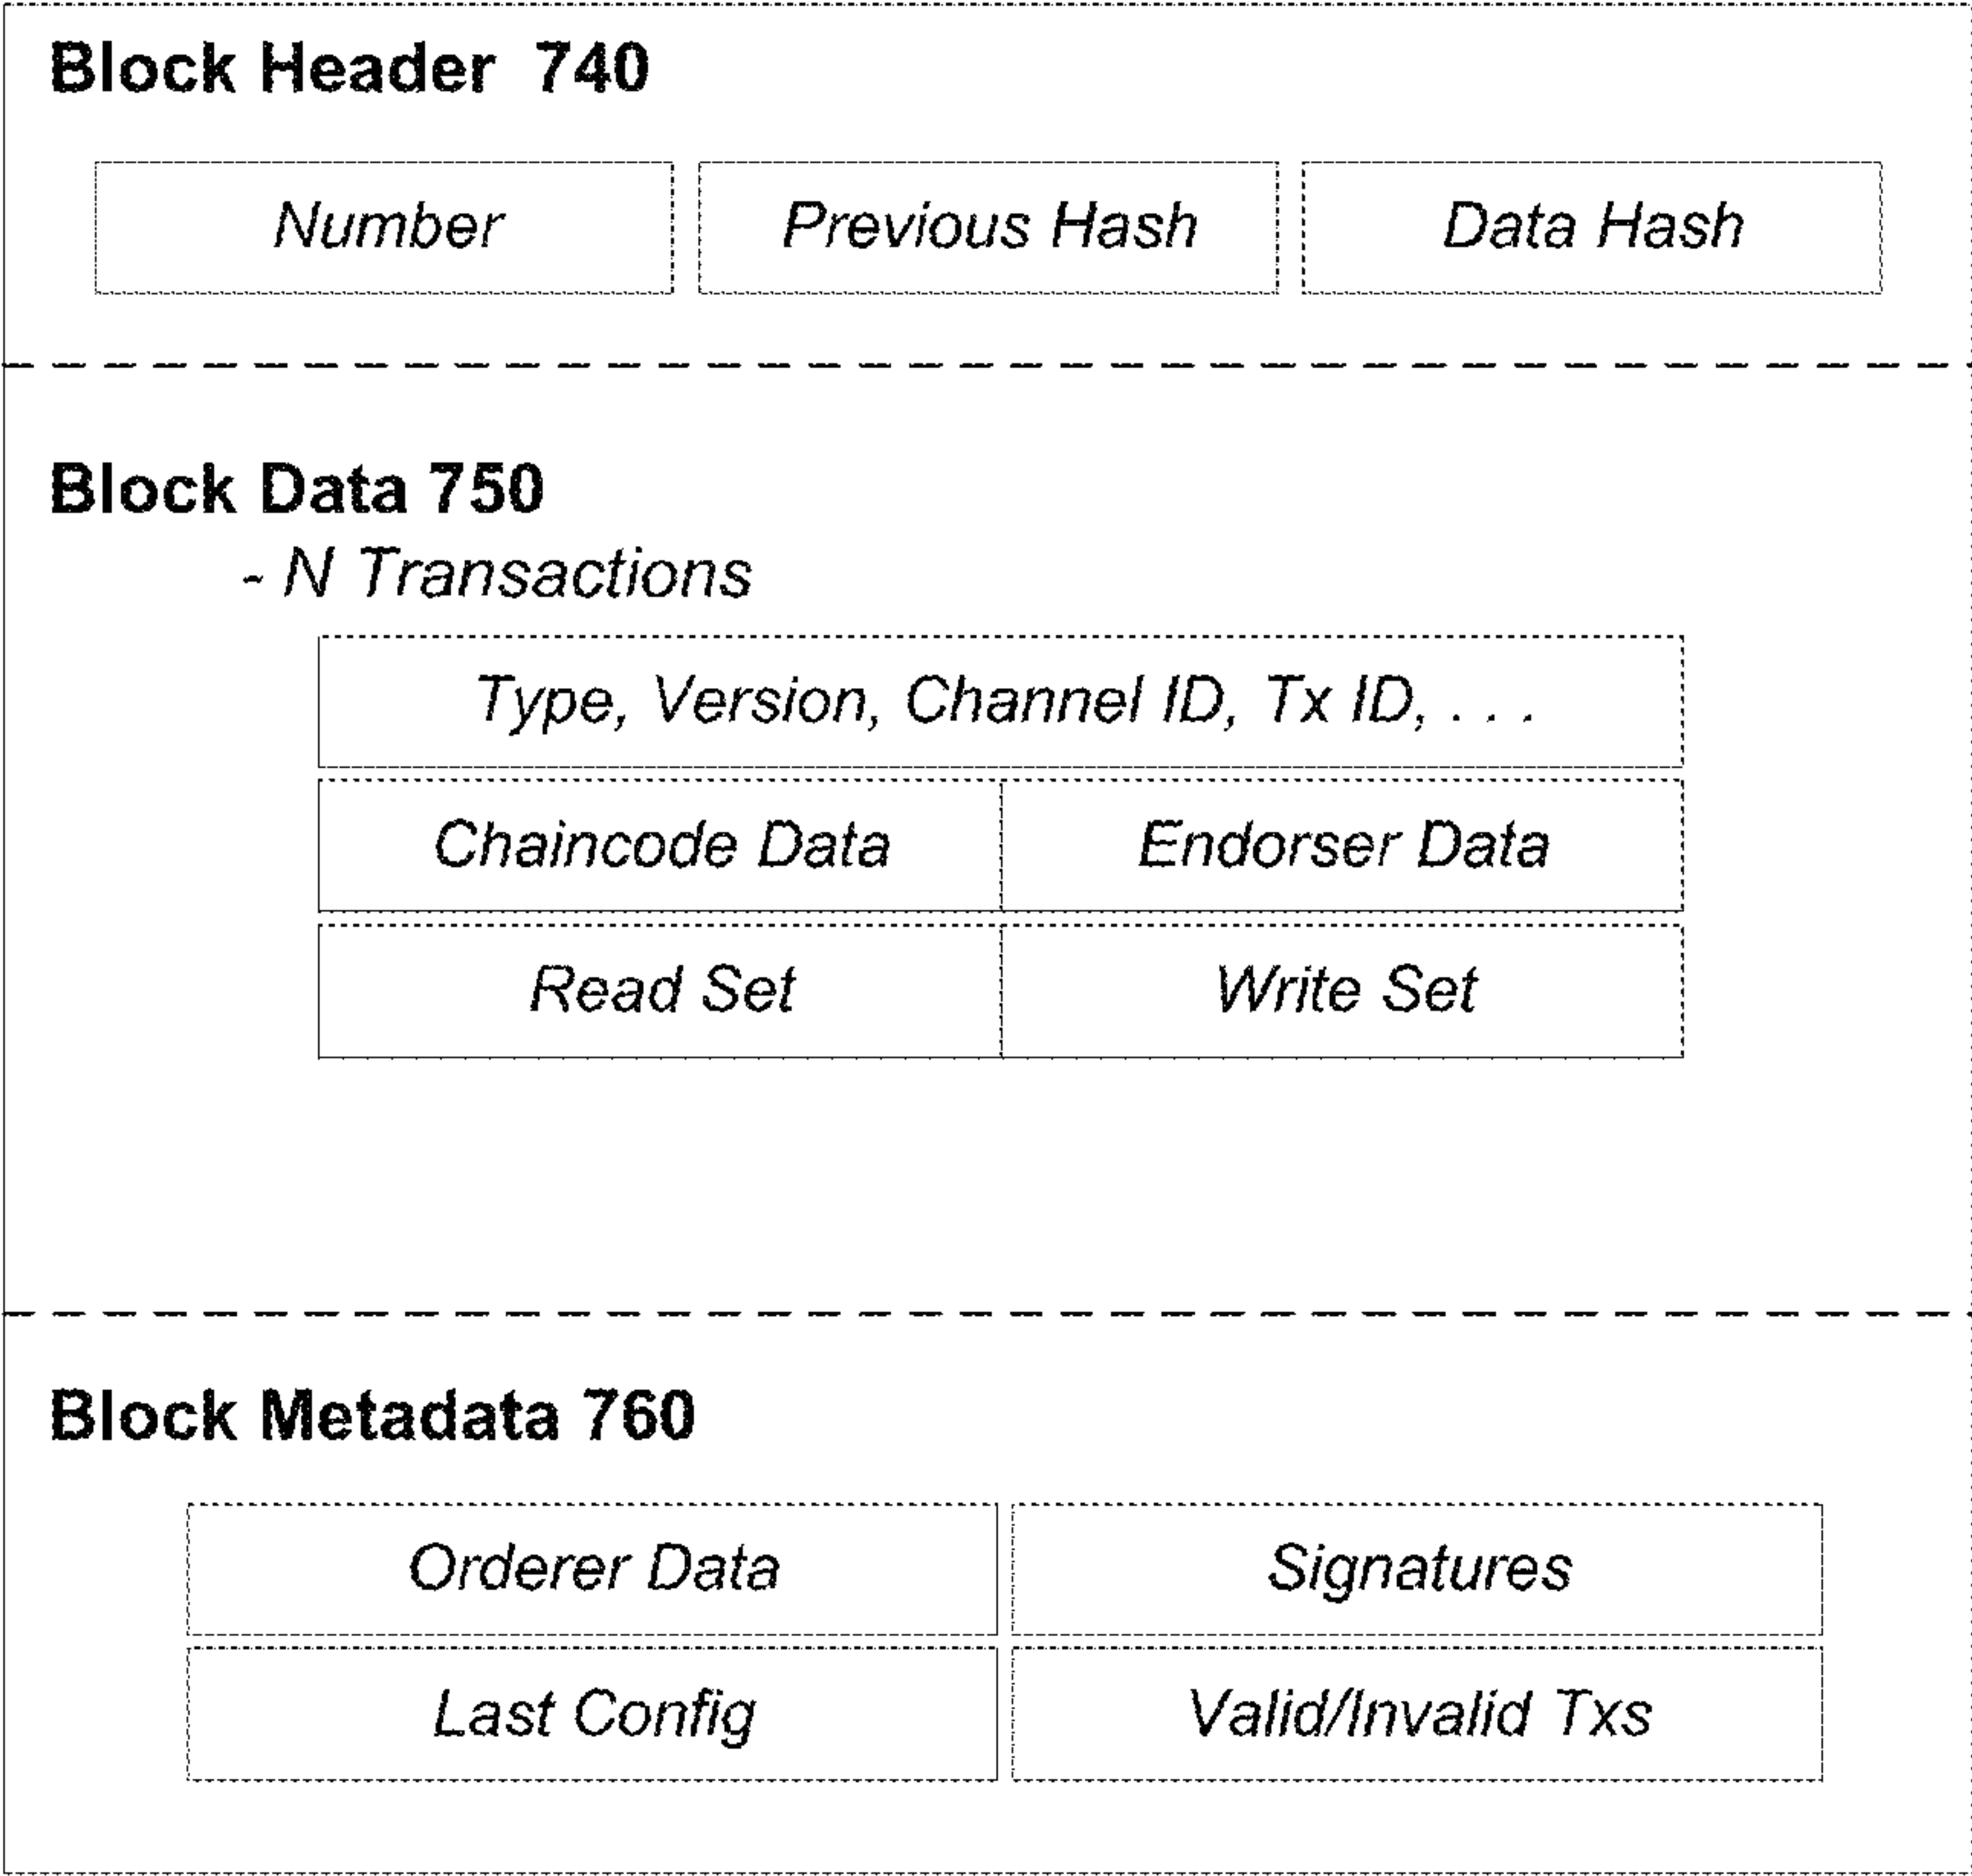 Block Header 740
Number Previous Hash Data Hash
Block Data 750
- N Transactions
Type, Version, Channel ID, Tx ID, . . .
Chaincode Data Endorser Data
Read Set Write Set
Block Metadata 760
Orderer Data Signatures
Last Config Valid/Invalid Txs